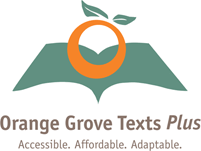 Orange Grove Texts Plus
Accessible. Affordable. Adaptable.